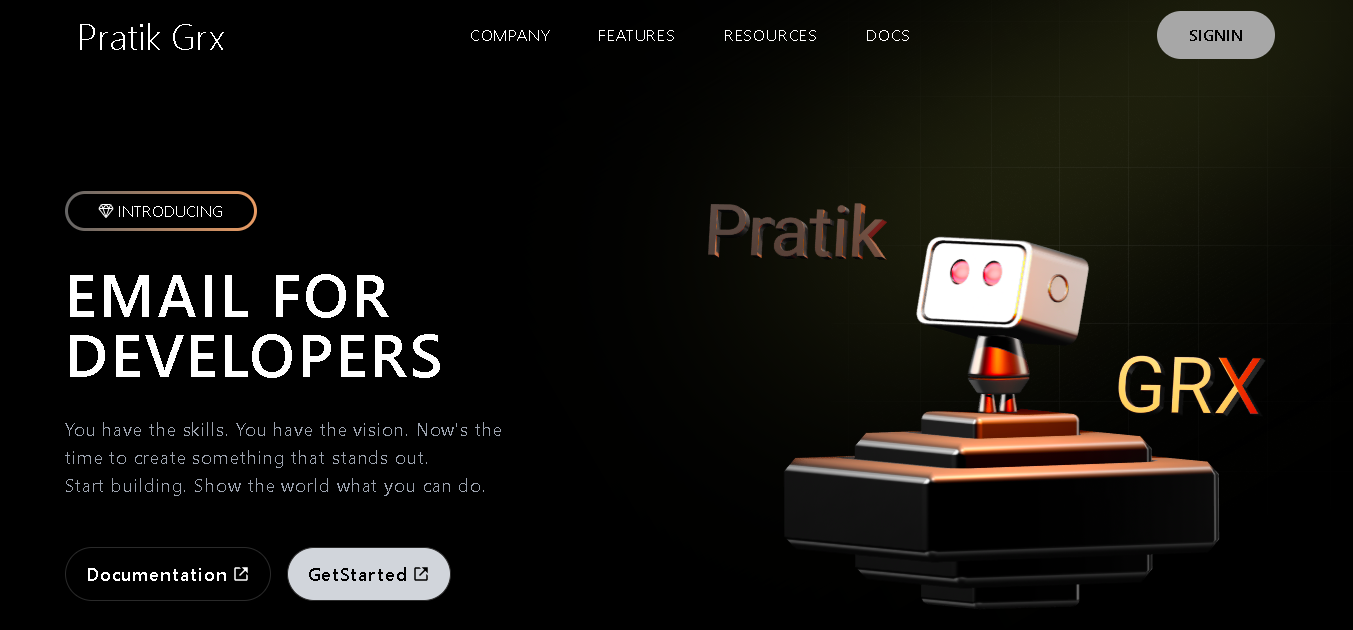 Pratik Grx
COMPANY FEATURES RESOURCES DOCS
SIGNIN
INTRODUCING
EMAIL FOR
DEVELOPERS
You have the skills. You have the vision. Now's the
time to create something that stands out.
Start building. Show the world what you can do.
Documentation
GetStarted
Pratik
GRX